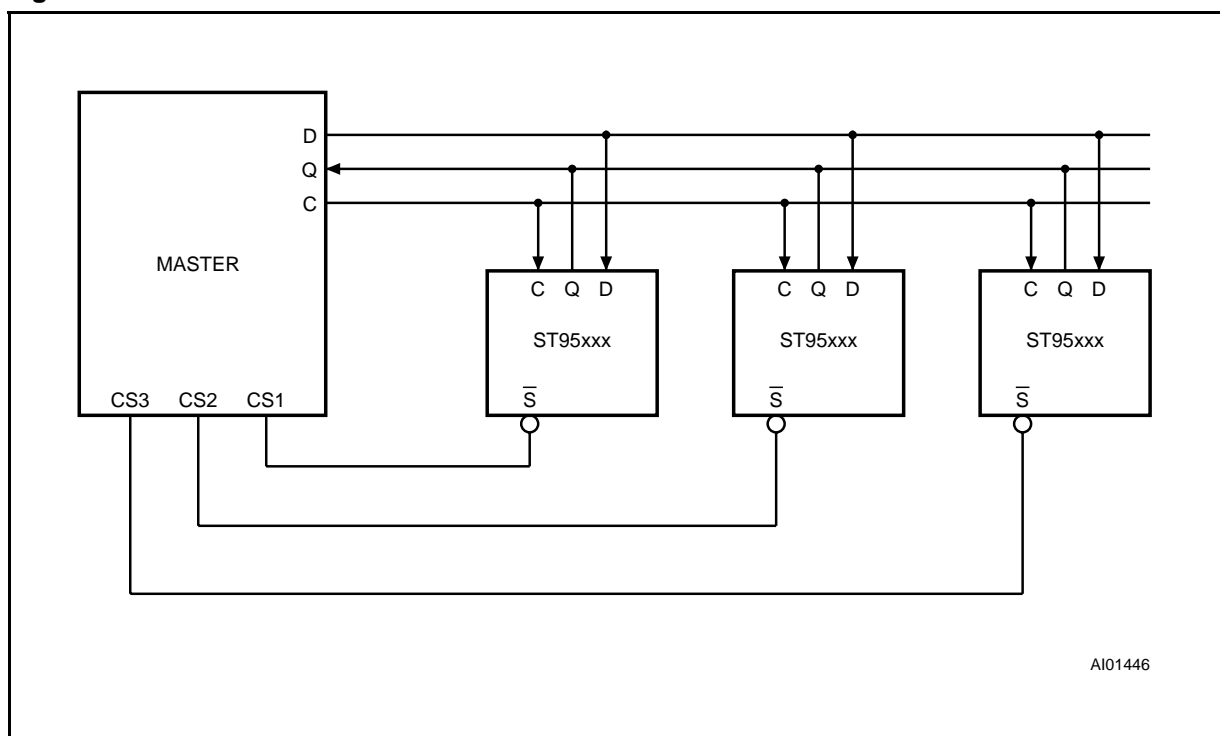 D
Q
C
MASTER
CS3 CS2 CS1
C Q D
ST95xxx
S̅
C Q D
ST95xxx
S̅
C Q D
ST95xxx
S̅
AI01446